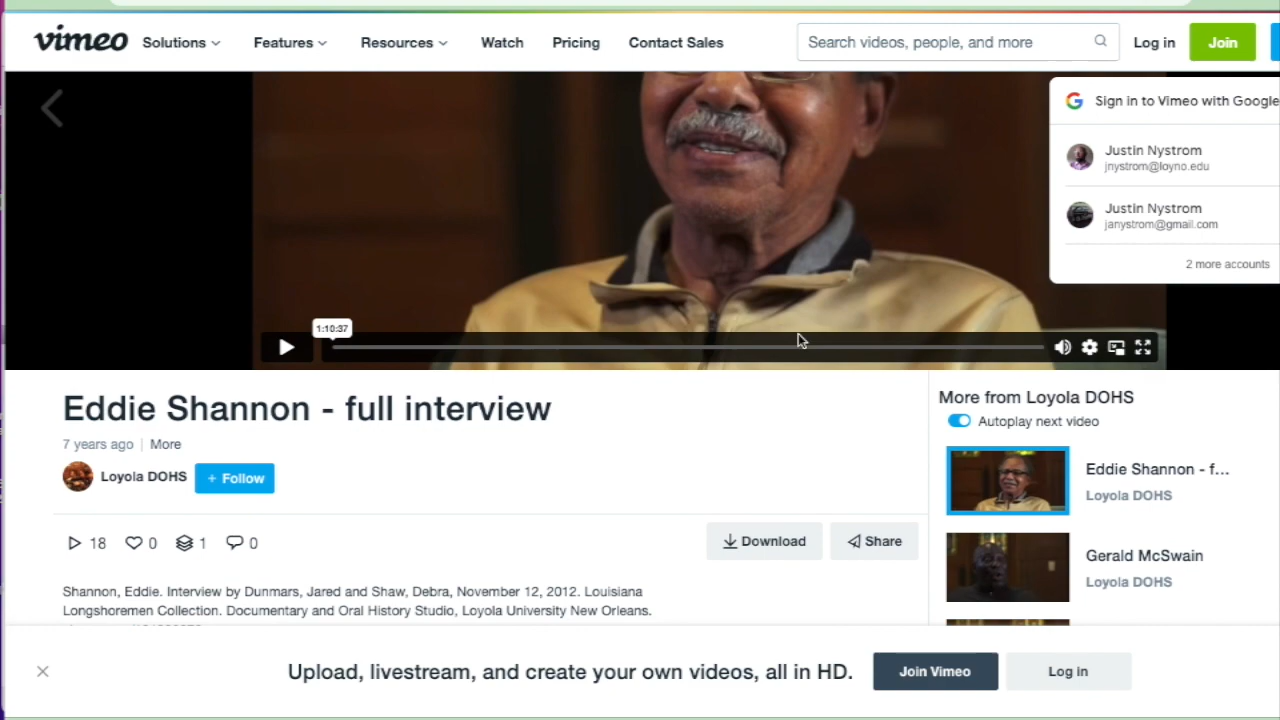 vimeo Solutions Features Resources Watch Pricing Contact Sales Search videos, people, and more Log in Join
Sign in to Vimeo with Google
Justin Nystrom
jnystrom@loyno.edu
Justin Nystrom
janystrom@gmail.com
2 more accounts
1:10:37
Eddie Shannon - full interview
7 years ago | More
Loyola DOHS + Follow
18 0 1 0
Download Share
Shannon, Eddie. Interview by Dunmars, Jared and Shaw, Debra, November 12, 2012. Louisiana
Longshoremen Collection. Documentary and Oral History Studio, Loyola University New Orleans.
More from Loyola DOHS
Autoplay next video
Eddie Shannon - f...
Loyola DOHS
Gerald McSwain
Loyola DOHS
Upload, livestream, and create your own videos, all in HD. Join Vimeo Log in